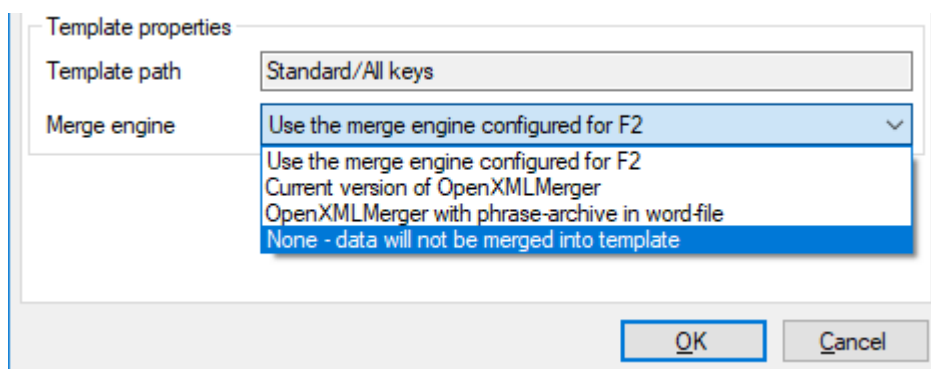 Template properties
Template path Standard/All keys
Merge engine Use the merge engine configured for F2
Use the merge engine configured for F2
Current version of OpenXMLMerger
OpenXMLMerger with phrase-archive in word-file
None - data will not be merged into template
OK Cancel